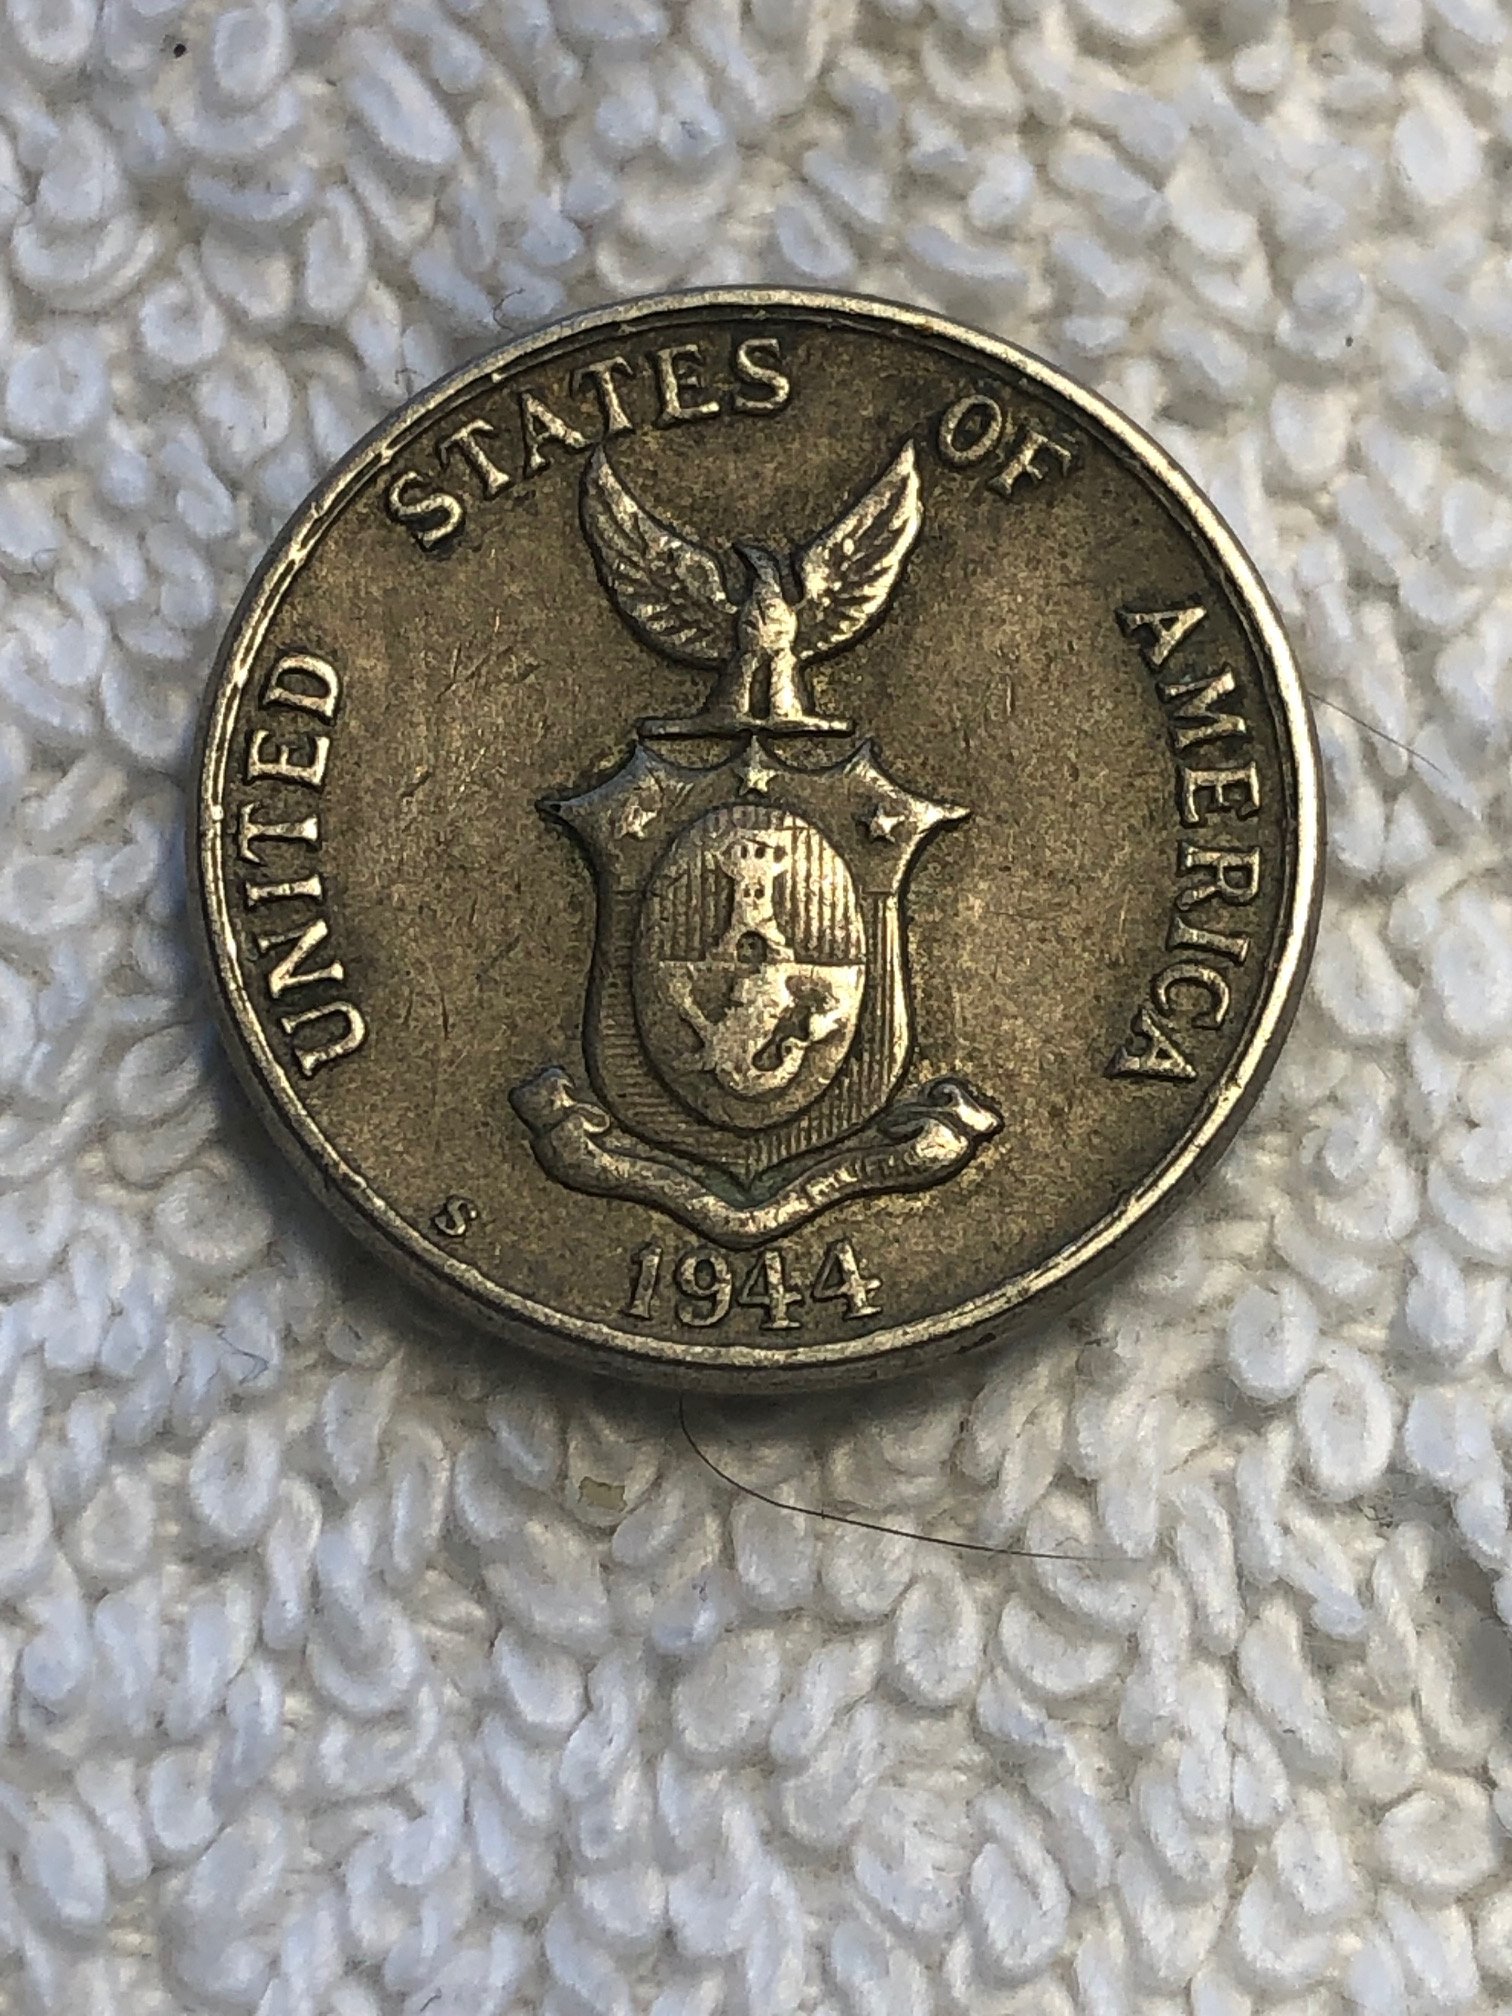 UNITED STATES OF AMERICA
S
1944